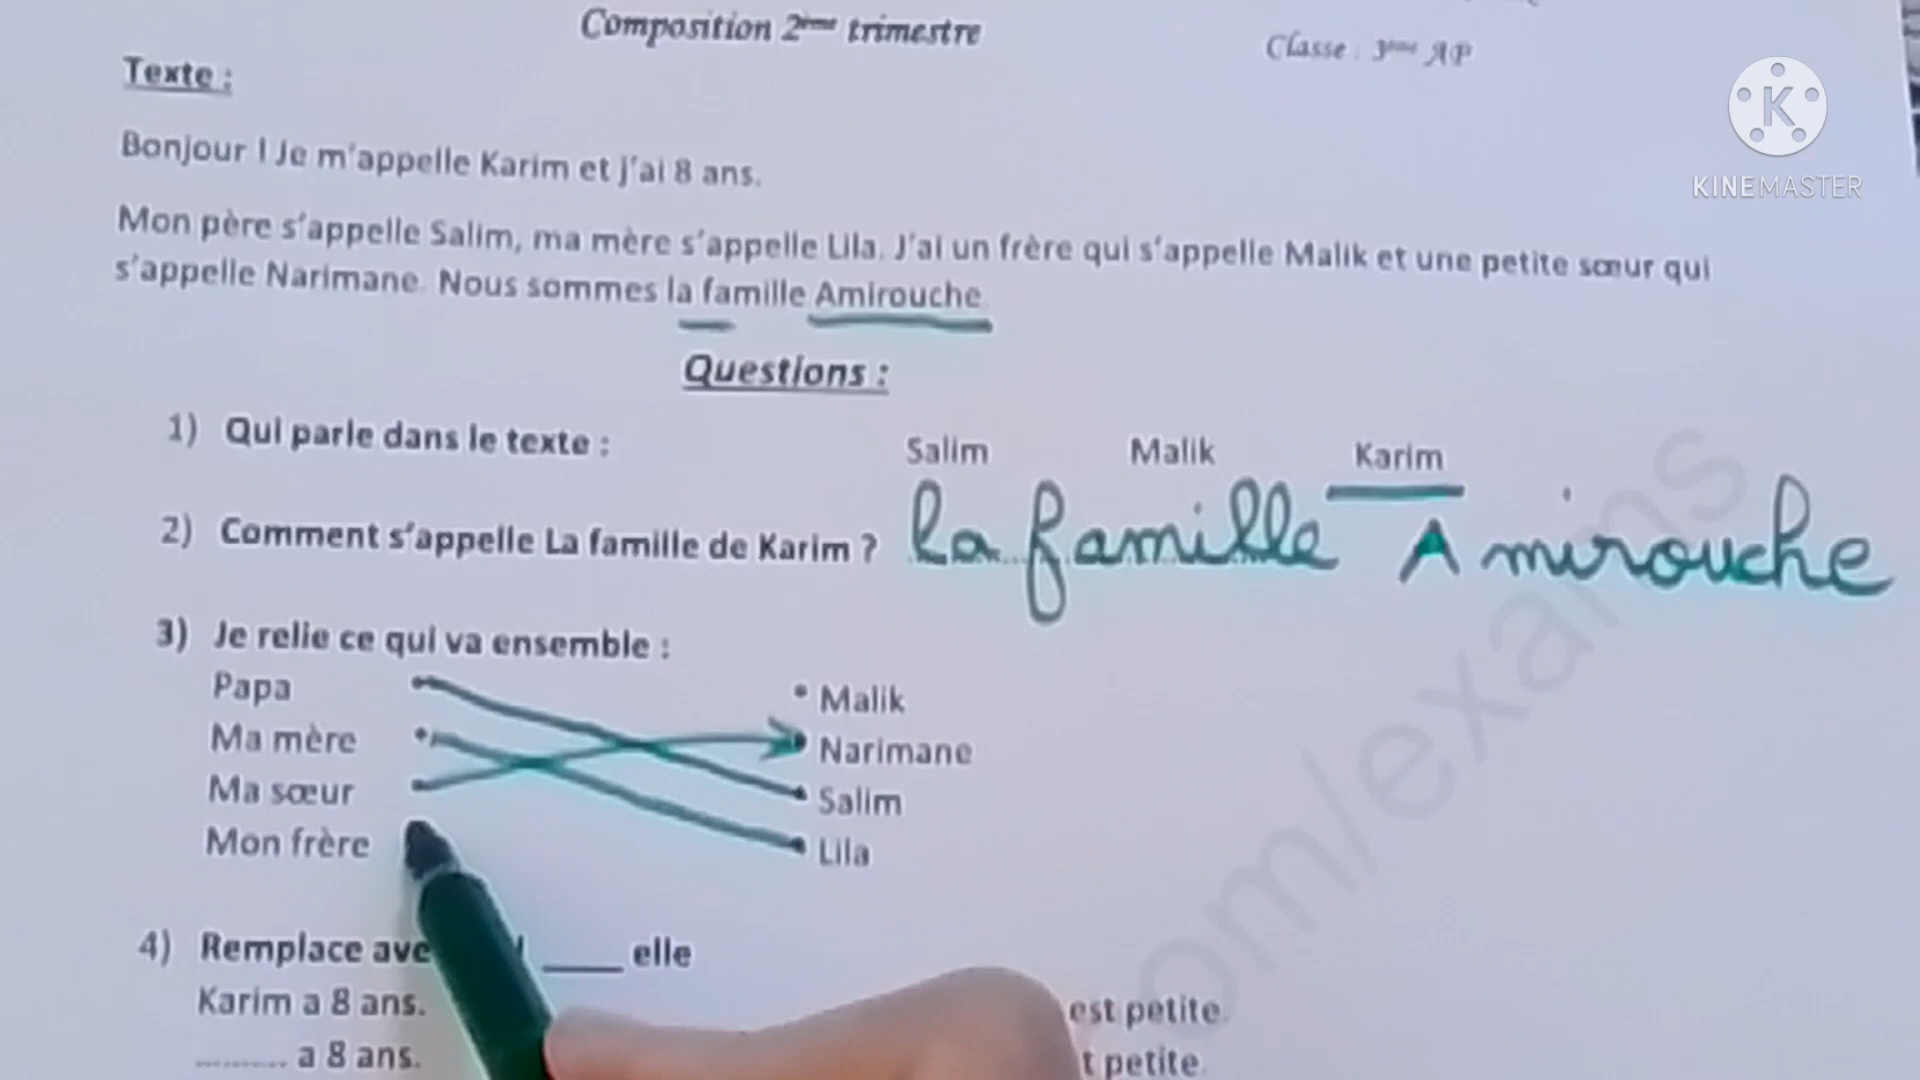 Composition 2ème trimestre
Classe : 3ème AP
Texte :
K
KINEMASTER
Bonjour ! Je m'appelle Karim et j'ai 8 ans.
Mon père s'appelle Salim, ma mère s'appelle Lila. J'ai un frère qui s'appelle Malik et une petite sœur qui
s'appelle Narimane. Nous sommes la famille Amirouche
Questions :
1) Qui parle dans le texte : Salim Malik Karim
2) Comment s'appelle La famille de Karim ? la famille Amirouche
3) Je relie ce qui va ensemble :
Papa Malik
Ma mère Narimane
Ma sœur Salim
Mon frère Lila
4) Remplace ____ elle
Karim a 8 ans. est petite.
.......... a 8 ans. petite.
om/exams